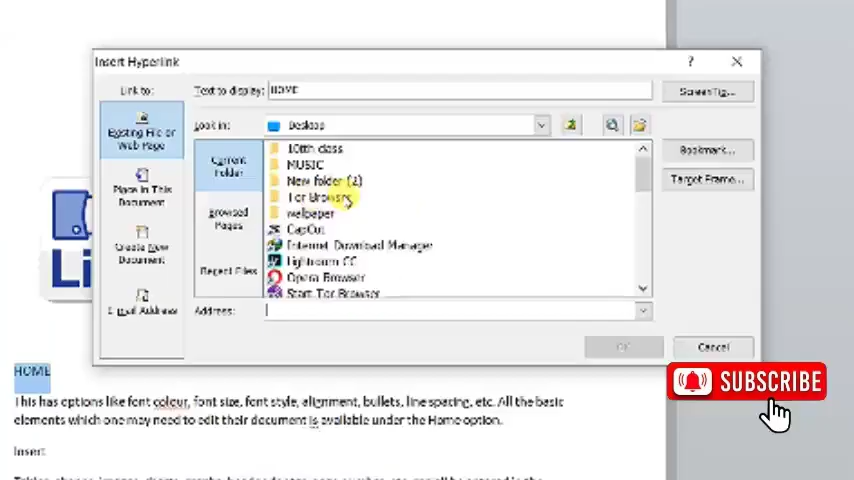 Insert Hyperlink
?
Link to:
Text to display: HOME
ScreenTip...
Existing File or
Web Page
Look in: Desktop
Current
Folder
10tth class
MUSIC
New folder (2)
Tor Browser
wallpaper
CapCut
Internet Download Manager
Lightroom CC
Opera Browser
Start Tor Browser
Bookmark...
Target Frame...
Place in This
Document
Browsed
Pages
Create New
Document
Recent Files
E-mail Address
Address:
OK
Cancel
Li
HOME
SUBSCRIBE
This has options like font colour, font size, font style, alignment, bullets, line spacing, etc. All the basic
elements which one may need to edit their document is available under the Home option.
Insert